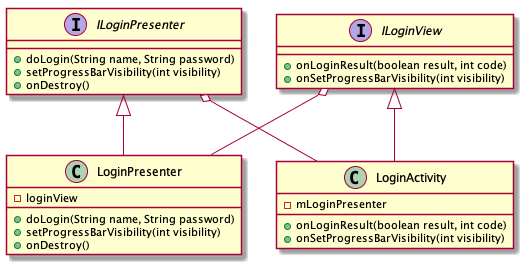 I ILoginPresenter
doLogin(String name, String password)
setProgressBarVisibility(int visibility)
onDestroy()
I ILoginView
onLoginResult(boolean result, int code)
onSetProgressBarVisibility(int visibility)
C LoginPresenter
loginView
doLogin(String name, String password)
setProgressBarVisibility(int visibility)
onDestroy()
C LoginActivity
mLoginPresenter
onLoginResult(boolean result, int code)
onSetProgressBarVisibility(int visibility)